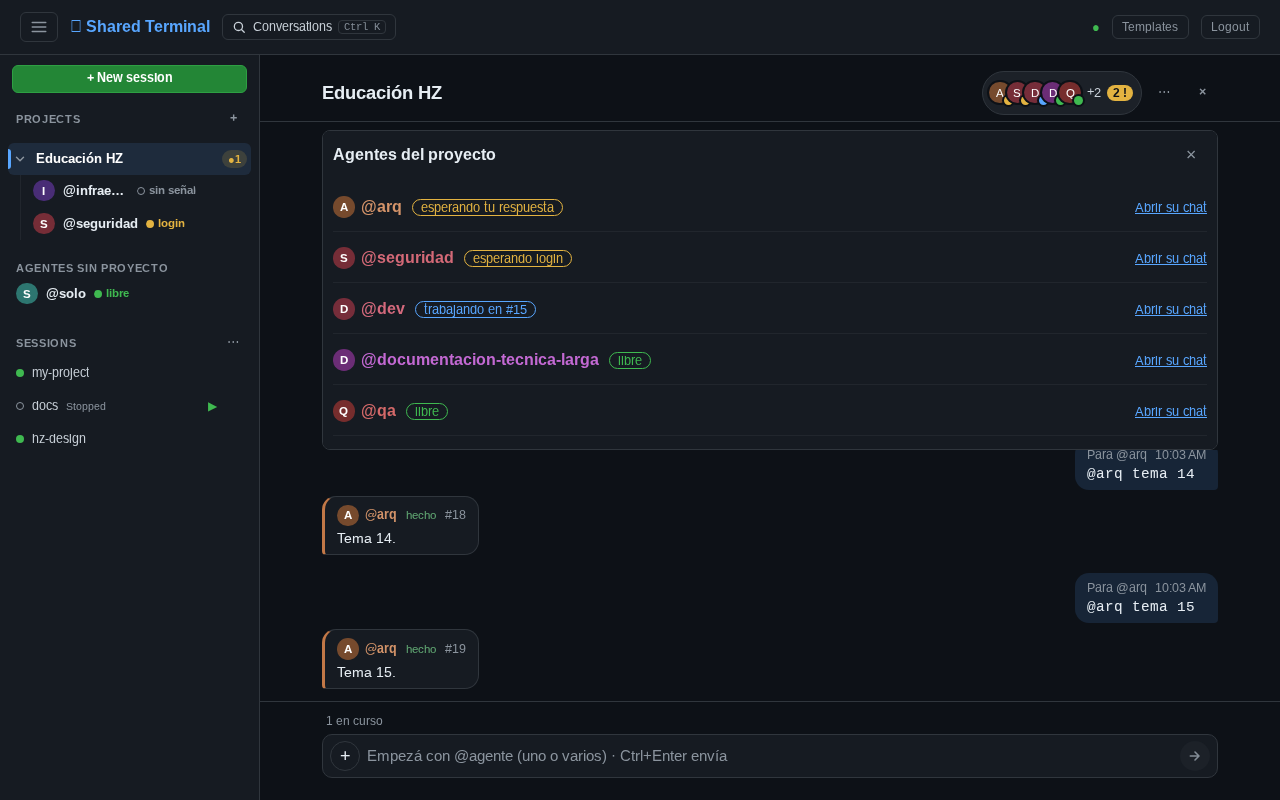 Shared Terminal
Conversations Ctrl K
Templates
Logout
+ New session
PROJECTS +
Educación HZ ●1
I @infrae… sin señal
S @seguridad login
AGENTES SIN PROYECTO
S @solo libre
SESSIONS ···
my-project
docs Stopped ▶
hz-design
Educación HZ
A S D D Q +2 2 ! ··· ×
Agentes del proyecto ×
A @arq esperando tu respuesta Abrir su chat
S @seguridad esperando login Abrir su chat
D @dev trabajando en #15 Abrir su chat
D @documentacion-tecnica-larga libre Abrir su chat
Q @qa libre Abrir su chat
Para @arq 10:03 AM
@arq tema 14
A @arq hecho #18
Tema 14.
Para @arq 10:03 AM
@arq tema 15
A @arq hecho #19
Tema 15.
1 en curso
+ Empezá con @agente (uno o varios) · Ctrl+Enter envía